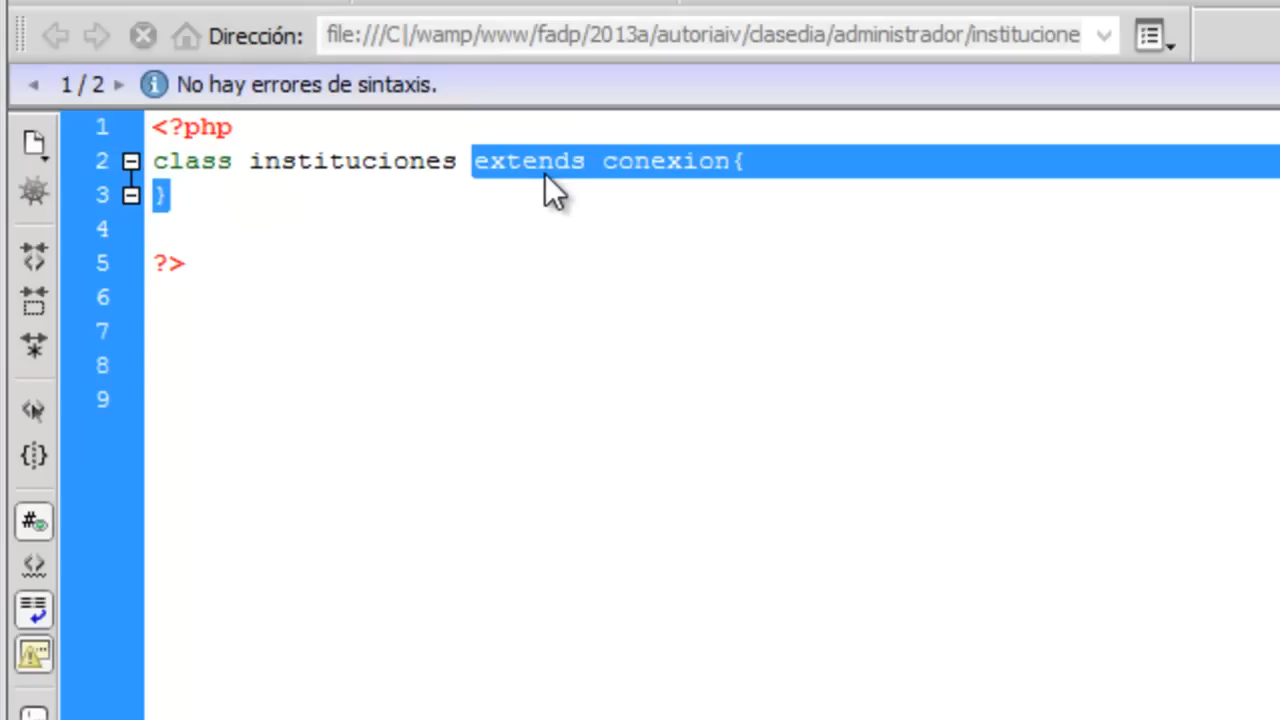 Dirección: file:///C|/wamp/www/fadp/2013a/autoriaiv/clasedia/administrador/institucione
1 / 2 No hay errores de sintaxis.
1 <?php
2 class instituciones extends conexion{
3 }
4
5 ?>
6
7
8
9